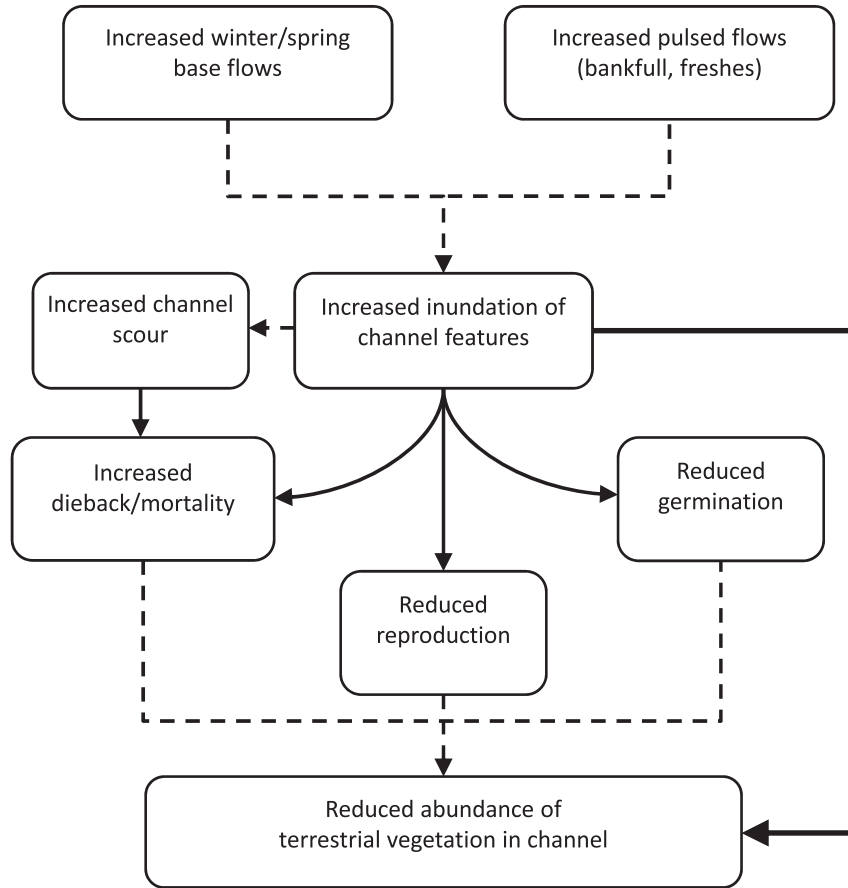 Increased winter/spring
base flows
Increased pulsed flows
(bankfull, freshes)
Increased channel
scour
Increased inundation of
channel features
Increased
dieback/mortality
Reduced
germination
Reduced
reproduction
Reduced abundance of
terrestrial vegetation in channel